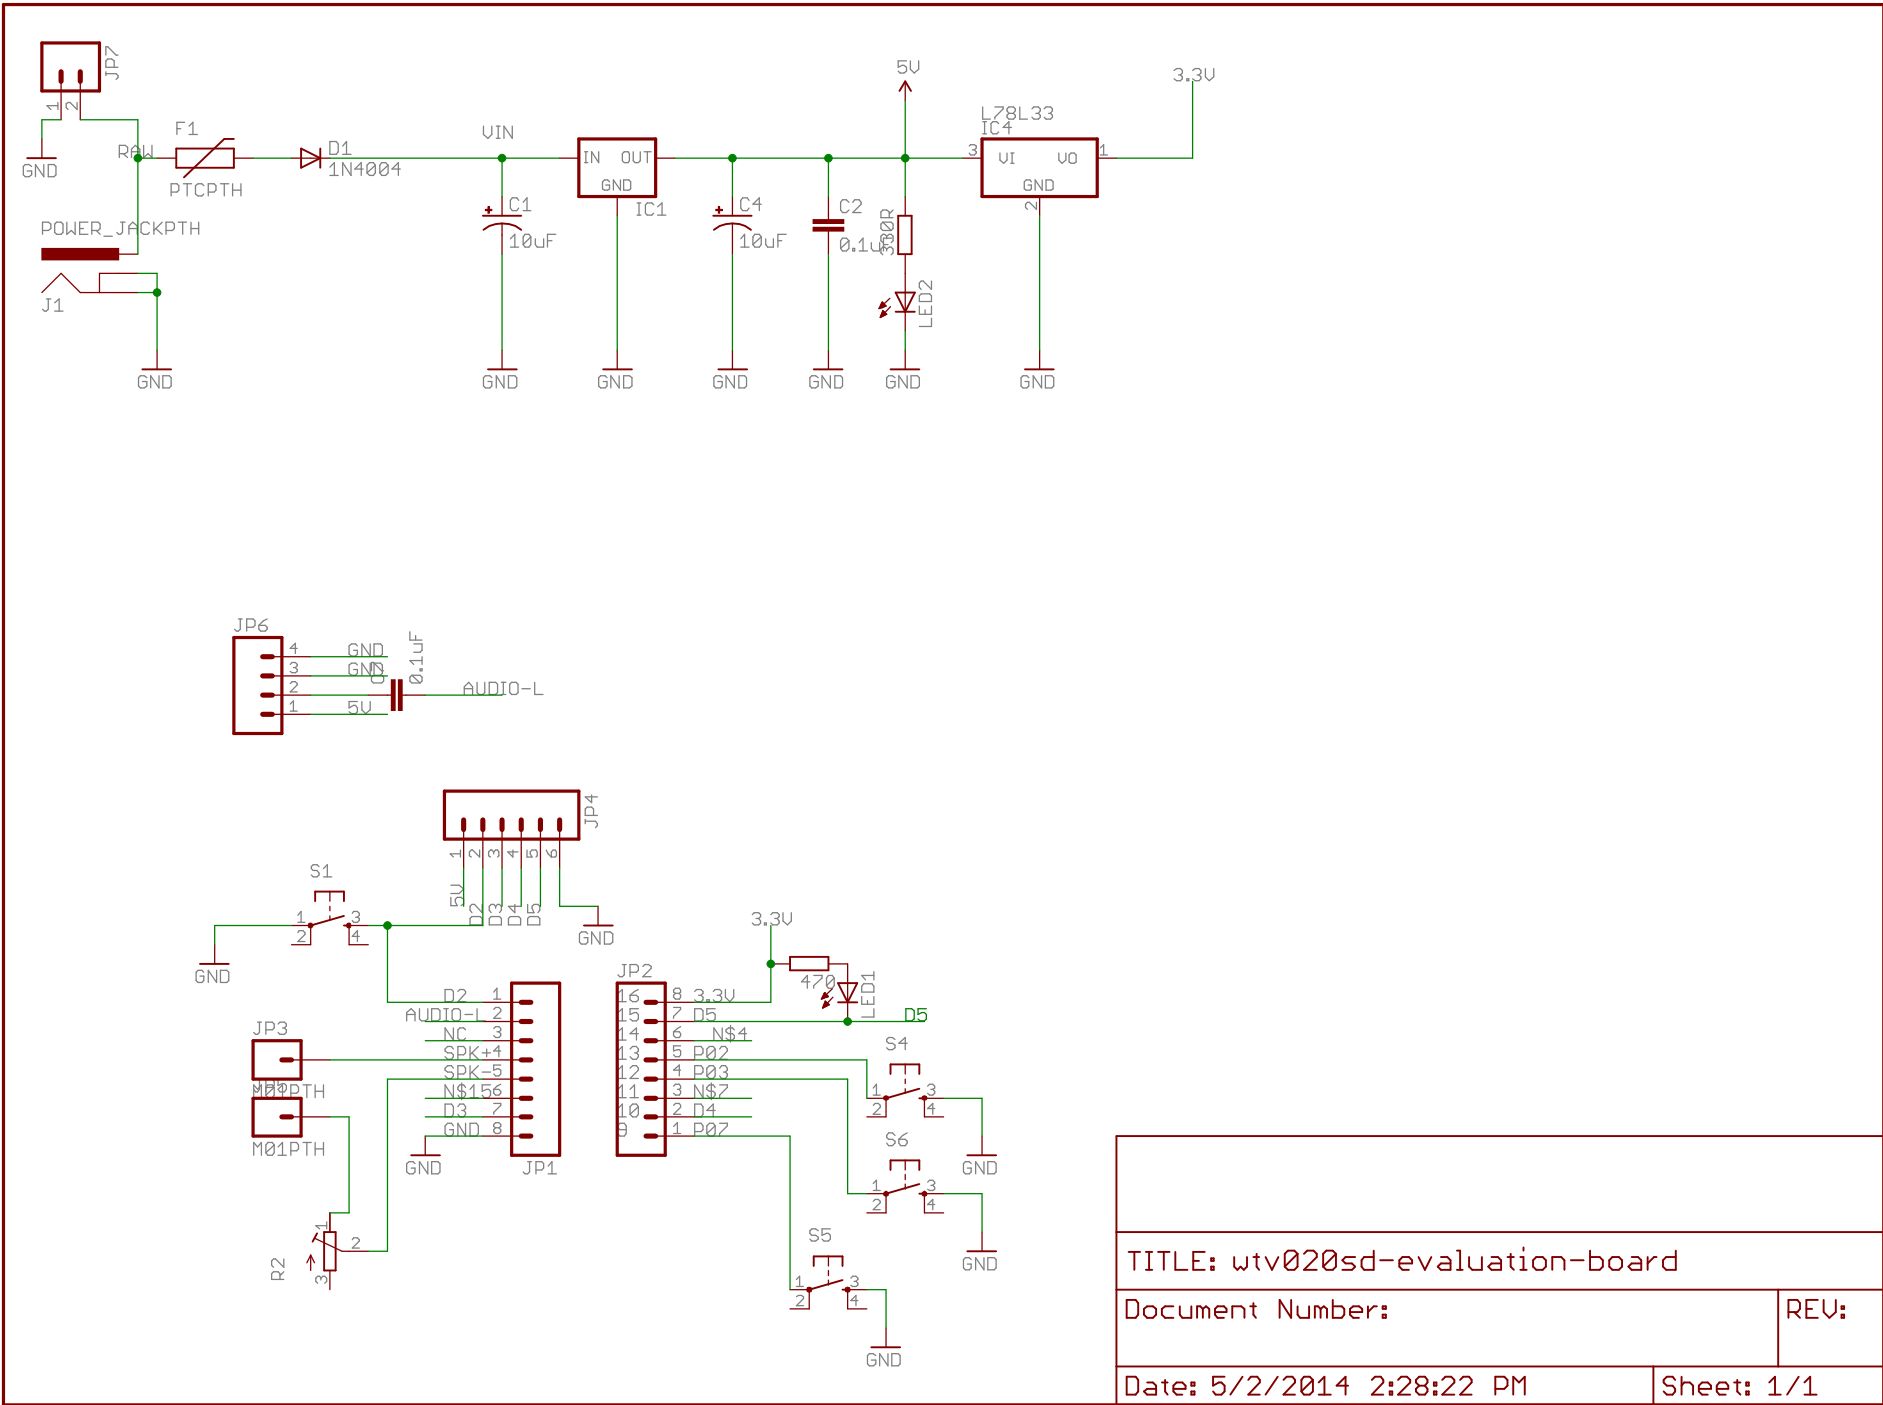 JP7
1
2
GND
RAW
F1
PTCPTH
D1
1N4004
VIN
POWER_JACKPTH
J1
GND
C1
10uF
GND
IN
OUT
GND
IC1
GND
C4
10uF
GND
C2
0.1uF
GND
5V
330R
LED2
GND
L78L33
IC4
3
VI
VO
1
GND
2
GND
3.3V
JP6
4
GND
3
GND
2
1
5V
0.1uF
AUDIO-L
JP4
1
2
3
4
5
6
5V
D2
D3
D4
D5
GND
S1
1
3
2
4
GND
JP3
M01PTH
M01PTH
D2
1
AUDIO-L
2
NC
3
SPK+
4
SPK-
5
N$15
6
D3
7
GND
8
GND
JP1
R2
1
2
3
JP2
16
8
3.3V
15
7
D5
14
6
N$4
13
5
P02
12
4
P03
11
3
N$7
10
2
D4
9
1
P07
3.3V
470
LED1
D5
S4
1
3
2
4
GND
S6
1
3
2
4
GND
S5
1
3
2
4
GND
TITLE: wtv020sd-evaluation-board
Document Number:
REV:
Date: 5/2/2014 2:28:22 PM
Sheet: 1/1